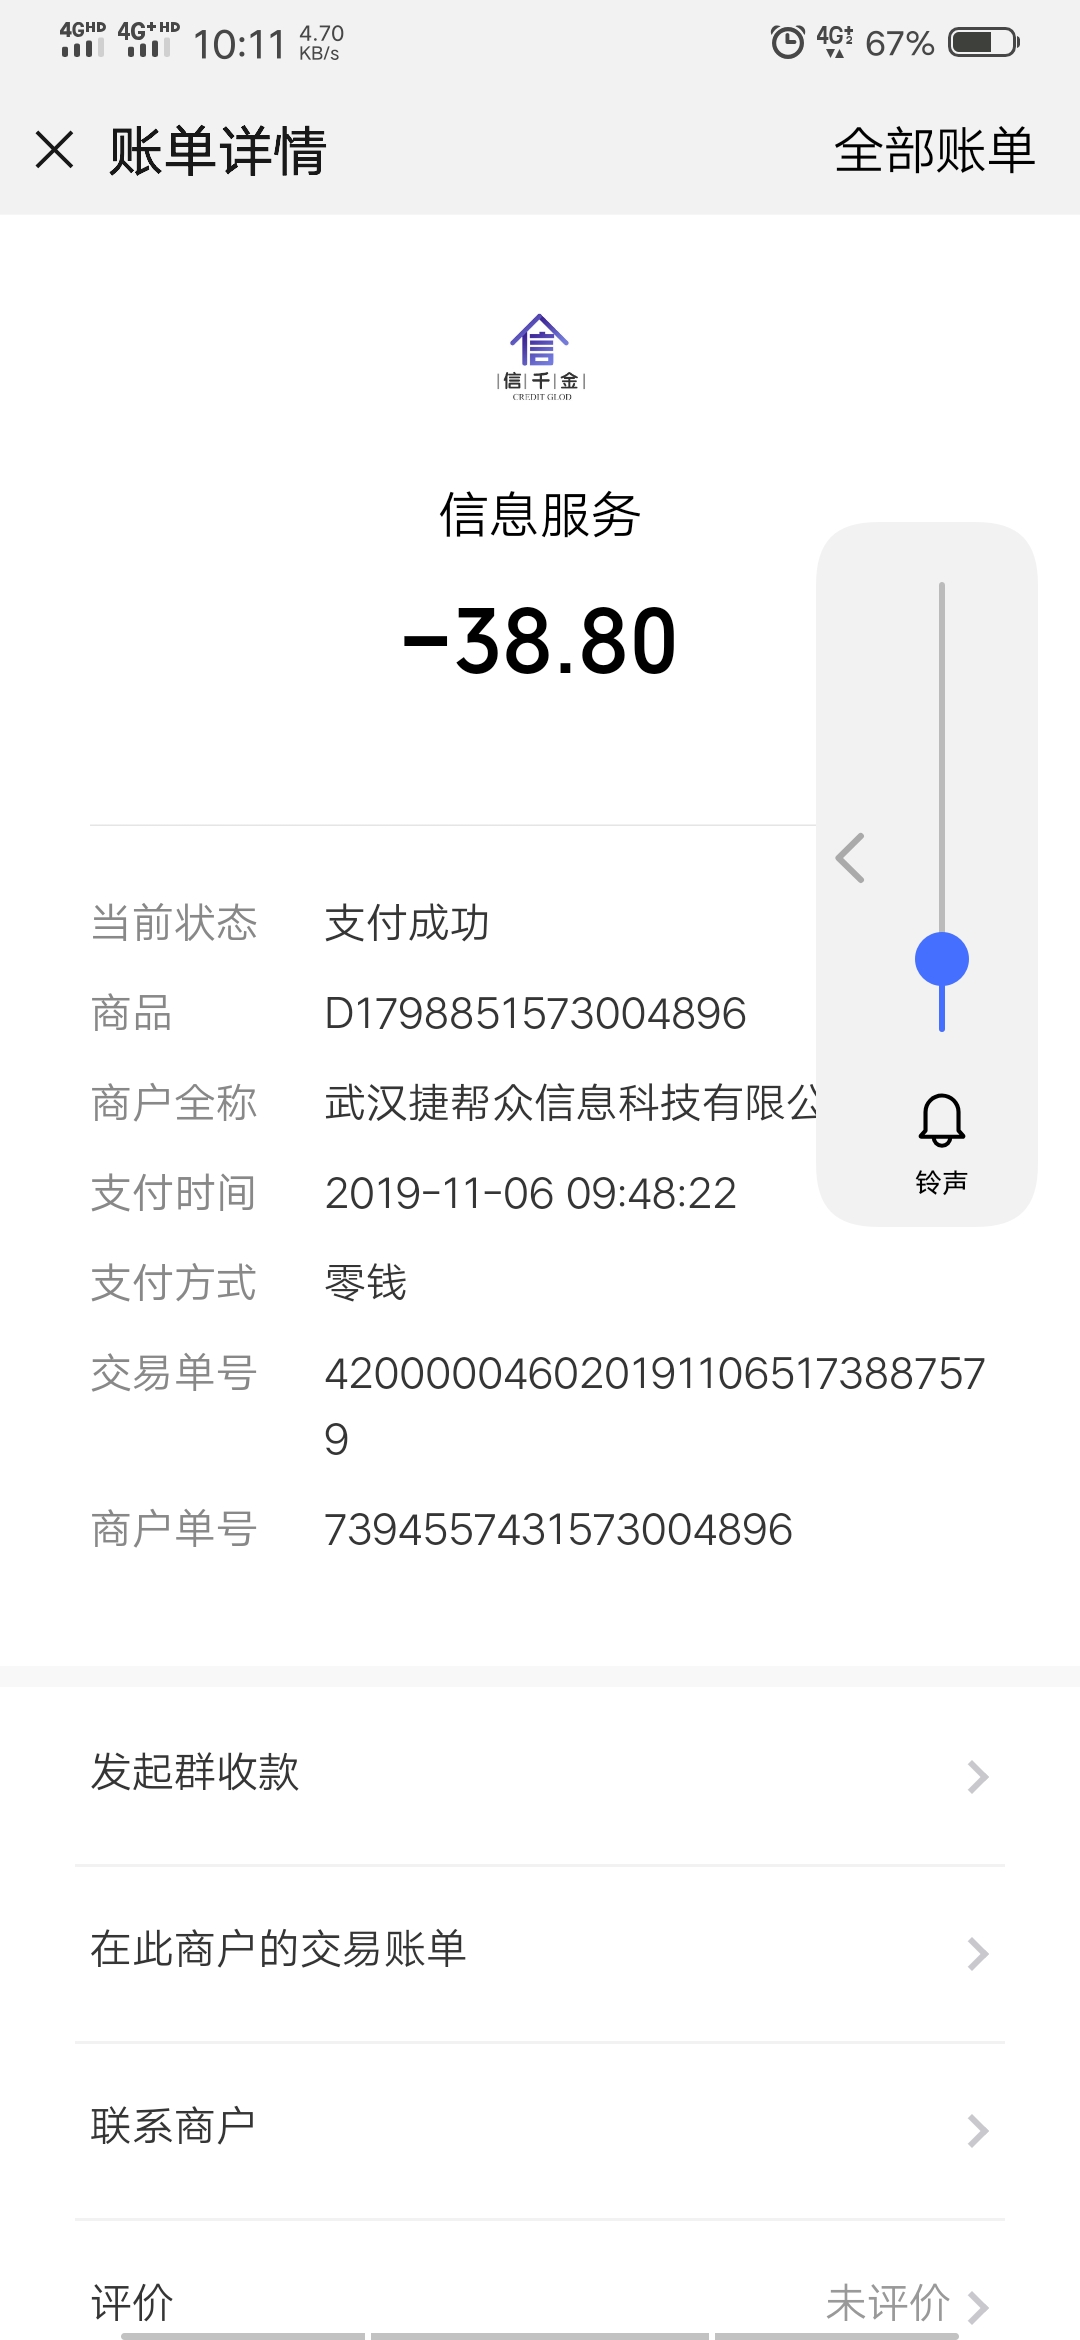 4GHD 4G+HD 10:11 4.70 KB/s 4G+2 67%
账单详情 全部账单
信
信千金
CREDIT GLOD
信息服务
-38.80
当前状态 支付成功
商品 D1798851573004896
商户全称 武汉捷帮众信息科技有限公
支付时间 2019-11-06 09:48:22
支付方式 零钱
交易单号 420000046020191106517388757
9
商户单号 7394557431573004896
铃声
发起群收款
在此商户的交易账单
联系商户
评价 未评价